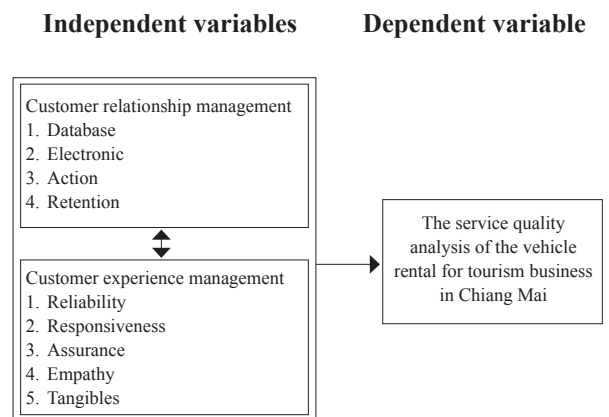 Independent variables
Dependent variable
Customer relationship management
1. Database
2. Electronic
3. Action
4. Retention
Customer experience management
1. Reliability
2. Responsiveness
3. Assurance
4. Empathy
5. Tangibles
The service quality
analysis of the vehicle
rental for tourism business
in Chiang Mai